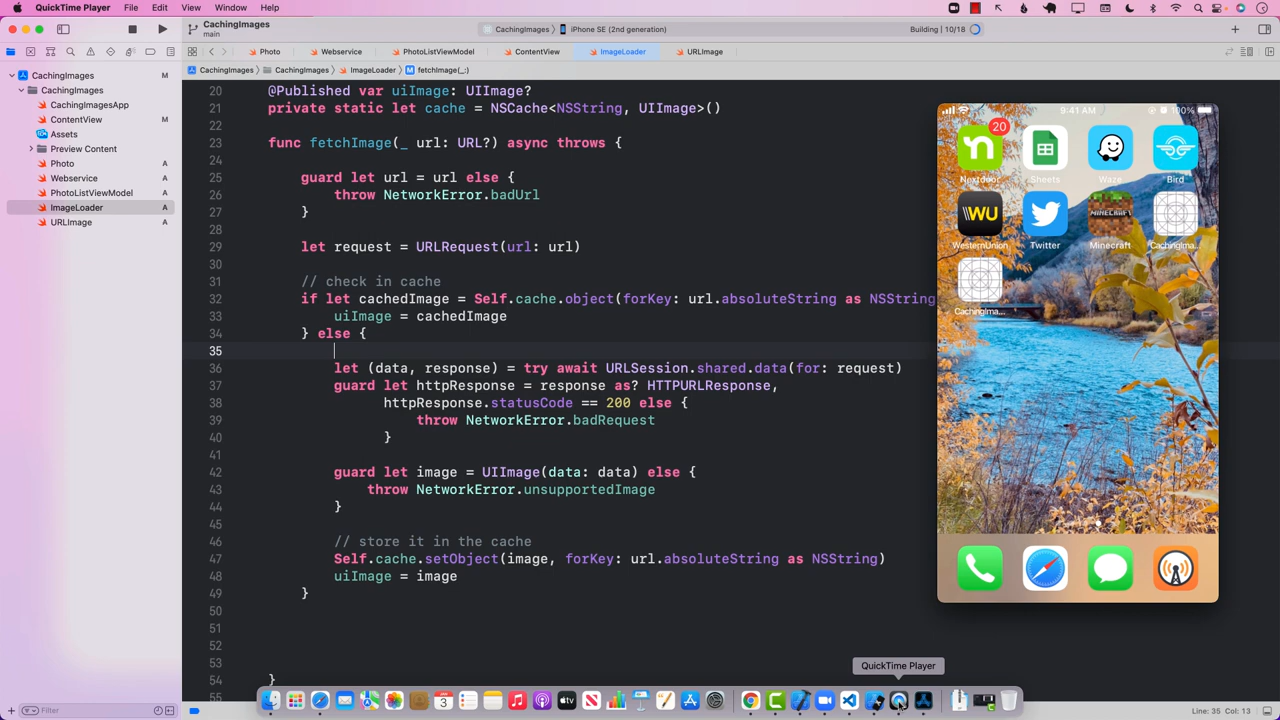 QuickTime Player File Edit View Window Help
CachingImages
main
CachingImages iPhone SE (2nd generation)
Building | 10/18
Photo Webservice PhotoListViewModel ContentView ImageLoader URLImage
CachingImages CachingImages ImageLoader fetchImage(_:)
CachingImages M
CachingImages
CachingImagesApp
ContentView M
Assets
Preview Content
Photo A
Webservice A
PhotoListViewModel A
ImageLoader A
URLImage A
Filter
20 @Published var uiImage: UIImage?
21 private static let cache = NSCache<NSString, UIImage>()
22
23 func fetchImage(_ url: URL?) async throws {
24
25 guard let url = url else {
26 throw NetworkError.badUrl
27 }
28
29 let request = URLRequest(url: url)
30
31 // check in cache
32 if let cachedImage = Self.cache.object(forKey: url.absoluteString as NSString
33 uiImage = cachedImage
34 } else {
35
36 let (data, response) = try await URLSession.shared.data(for: request)
37 guard let httpResponse = response as? HTTPURLResponse,
38 httpResponse.statusCode == 200 else {
39 throw NetworkError.badRequest
40 }
41
42 guard let image = UIImage(data: data) else {
43 throw NetworkError.unsupportedImage
44 }
45
46 // store it in the cache
47 Self.cache.setObject(image, forKey: url.absoluteString as NSString)
48 uiImage = image
49 }
50
51
52
53
54 }
55
9:41 AM 100%
20
Nextdoor Sheets Waze Bird
WU
WesternUnion Twitter Minecraft CachingIma...
CachingIma...
QuickTime Player
Line: 35 Col: 13